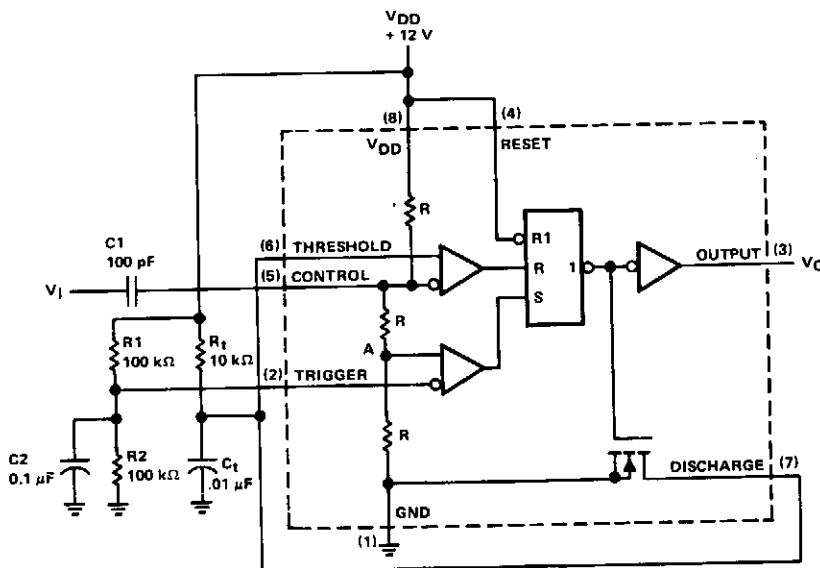 VDD
+ 12 V
(8)
(4)
VDD
RESET
R
C1
100 pF
(6) THRESHOLD
(5) CONTROL
VI
R1
R
S
1
OUTPUT (3)
VO
R
R1
100 kΩ
Rt
10 kΩ
A
(2) TRIGGER
R
C2
0.1 μF
R2
100 kΩ
Ct
.01 μF
DISCHARGE (7)
GND
(1)